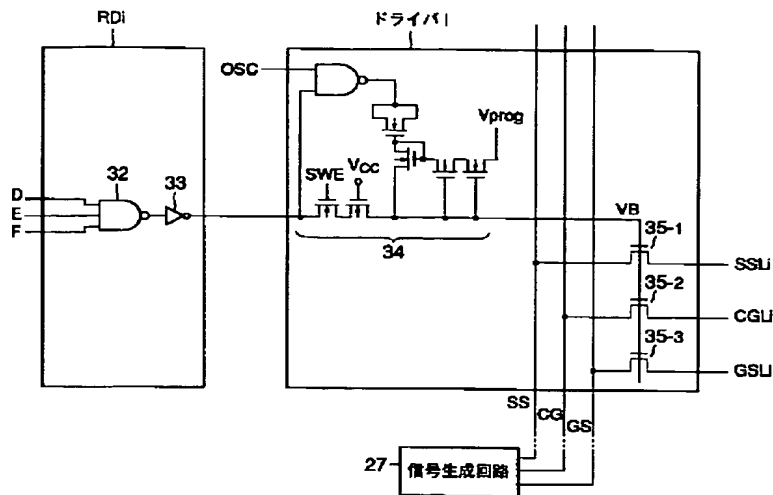 RDi
ドライバi
OSC
Vprog
32
33
SWE
VCC
D
E
F
34
VB
35-1
SSLi
35-2
CGLi
35-3
GSLi
SS
CG
GS
27
信号生成回路